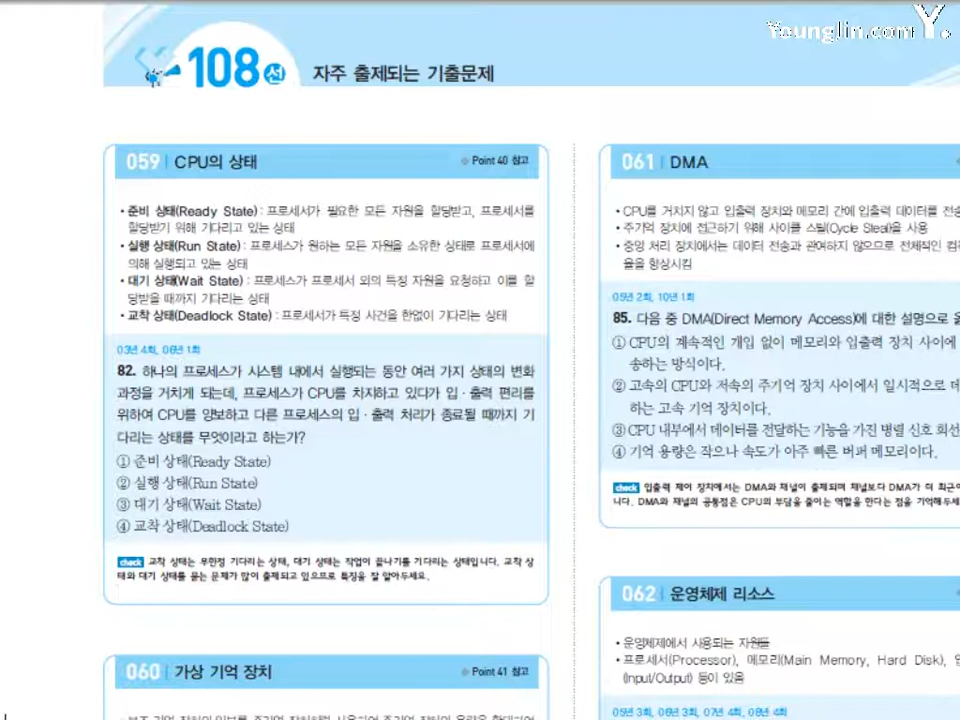 Younglin.com Y.
108선 자주 출제되는 기출문제
059 CPU의 상태 Point 40 참고
• 준비 상태(Ready State) : 프로세서가 필요한 모든 자원을 할당받고, 프로세서를
할당받기 위해 기다리고 있는 상태
• 실행 상태(Run State) : 프로세스가 원하는 모든 자원을 소유한 상태로 프로세서에
의해 실행되고 있는 상태
• 대기 상태(Wait State) : 프로세스가 프로세서 외의 특정 자원을 요청하고 이를 할
당받을 때까지 기다리는 상태
• 교착 상태(Deadlock State) : 프로세서가 특정 사건을 한없이 기다리는 상태
03년 4회, 06년 1회
82. 하나의 프로세스가 시스템 내에서 실행되는 동안 여러 가지 상태의 변화
과정을 거치게 되는데, 프로세스가 CPU를 차지하고 있다가 입·출력 편리를
위하여 CPU를 양보하고 다른 프로세스의 입·출력 처리가 종료될 때까지 기
다리는 상태를 무엇이라고 하는가?
① 준비 상태(Ready State)
② 실행 상태(Run State)
③ 대기 상태(Wait State)
④ 교착 상태(Deadlock State)
check 교착 상태는 무한정 기다리는 상태, 대기 상태는 작업이 끝나기를 기다리는 상태입니다. 교착 상
태와 대기 상태를 묻는 문제가 많이 출제되고 있으므로 특징을 잘 알아두세요.
060 가상 기억 장치 Point 41 참고
061 DMA
• CPU를 거치지 않고 입출력 장치와 메모리 간에 입출력 데이터를 전송
• 주기억 장치에 접근하기 위해 사이클 스틸(Cycle Steal)을 사용
• 중앙 처리 장치에서는 데이터 전송과 관여하지 않으므로 전체적인 컴퓨
율을 향상시킴
05년 2회, 10년 1회
85. 다음 중 DMA(Direct Memory Access)에 대한 설명으로 옳
① CPU의 계속적인 개입 없이 메모리와 입출력 장치 사이에
송하는 방식이다.
② 고속의 CPU와 저속의 주기억 장치 사이에서 일시적으로 데
하는 고속 기억 장치이다.
③ CPU 내부에서 데이터를 전달하는 기능을 가진 병렬 신호 회선
④ 기억 용량은 작으나 속도가 아주 빠른 버퍼 메모리이다.
check 입출력 제어 장치에서는 DMA와 채널이 출제되며 채널보다 DMA가 더 최근에
니다. DMA와 채널의 공통점은 CPU의 부담을 줄이는 역할을 한다는 점을 기억해두세
062 운영체제 리소스
• 운영체제에서 사용되는 자원들
• 프로세서(Processor), 메모리(Main Memory, Hard Disk),
(Input/Output) 등이 있음
05년 3회, 06년 3회, 07년 4회, 08년 4회